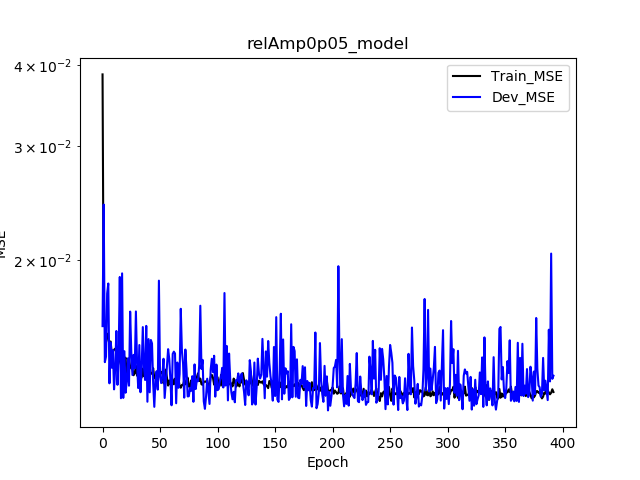 relAmp0p05_model
4 × 10⁻²
3 × 10⁻²
2 × 10⁻²
MSE
Train_MSE
Dev_MSE
0 50 100 150 200 250 300 350 400
Epoch